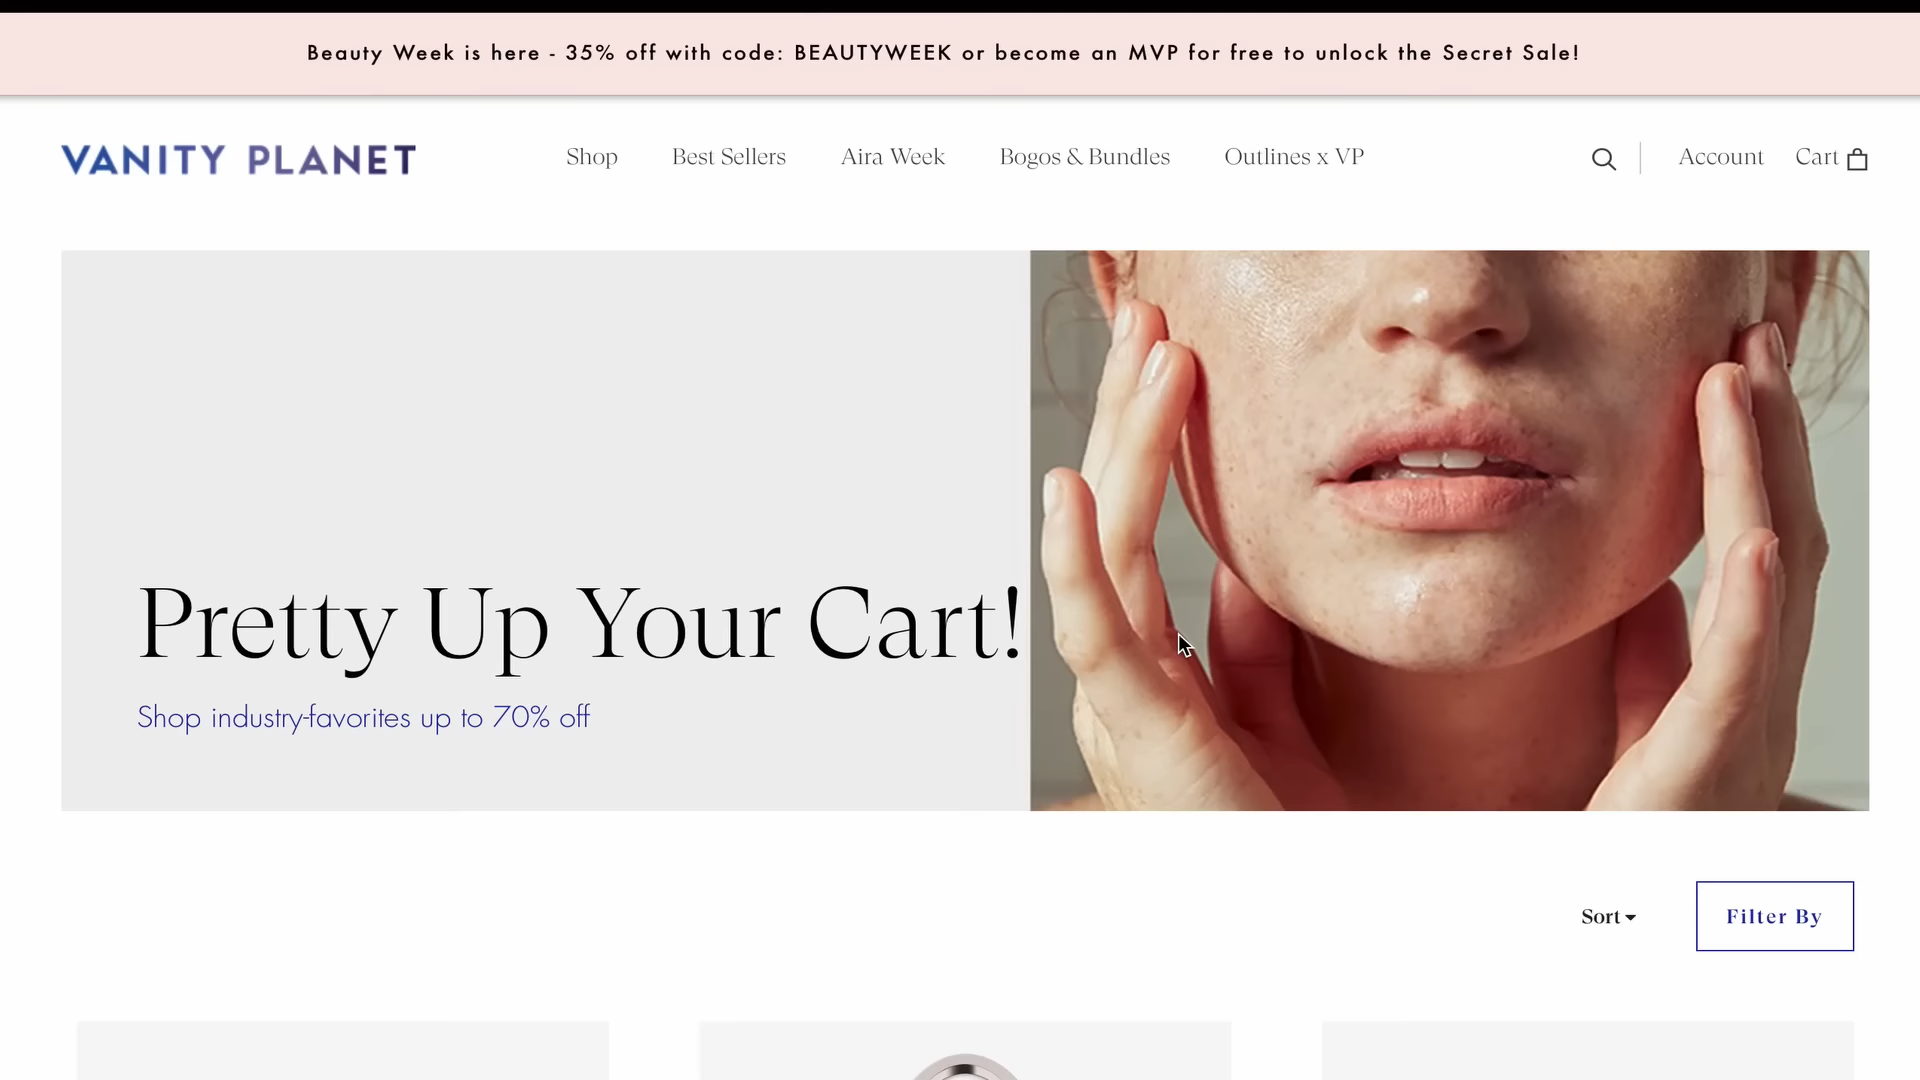 Beauty Week is here - 35% off with code: BEAUTYWEEK or become an MVP for free to unlock the Secret Sale!
VANITY PLANET
Shop
Best Sellers
Aira Week
Bogos & Bundles
Outlines x VP
Account
Cart
Pretty Up Your Cart!
Shop industry-favorites up to 70% off
Sort
Filter By